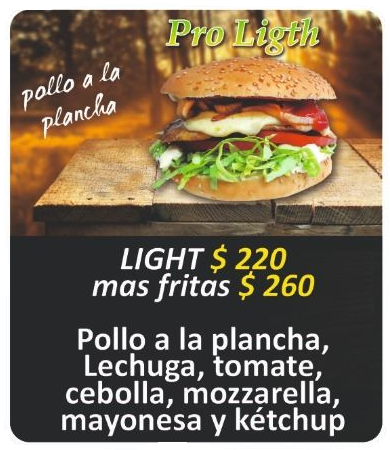 Pro Ligth
pollo a la
plancha
LIGHT $ 220
mas fritas $ 260
Pollo a la plancha,
Lechuga, tomate,
cebolla, mozzarella,
mayonesa y kétchup